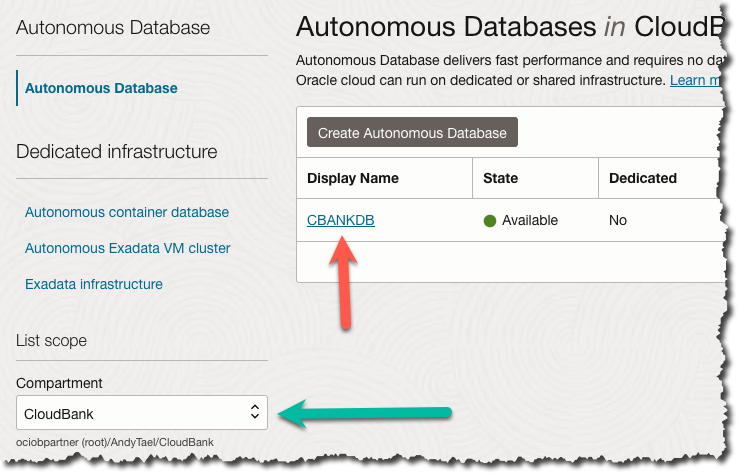 Autonomous Database
Autonomous Database
Dedicated infrastructure
Autonomous container database
Autonomous Exadata VM cluster
Exadata infrastructure
List scope
Compartment
CloudBank
ociobpartner (root)/AndyTael/CloudBank
Autonomous Databases in CloudB
Autonomous Database delivers fast performance and requires no dat
Oracle cloud can run on dedicated or shared infrastructure. Learn m
Create Autonomous Database
Display Name State Dedicated
CBANKDB Available No